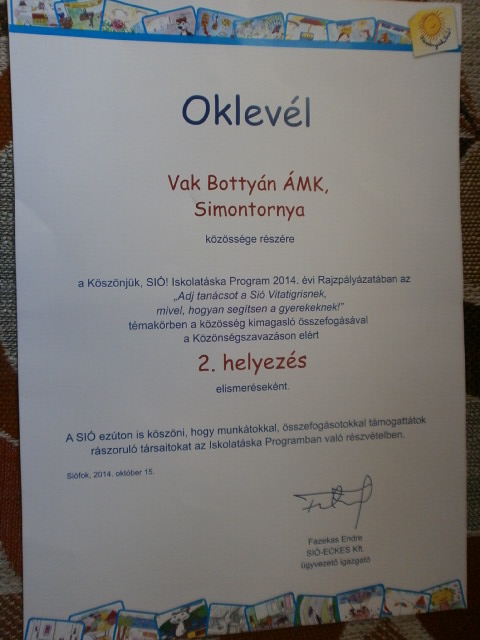 Oklevél
Vak Bottyán ÁMK,
Simontornya
közössége részére
a Köszönjük, SIÓ! Iskolatáska Program 2014. évi Rajzpályázatában az
„Adj tanácsot a Sió Vitatigrisnek,
mivel, hogyan segítsen a gyerekeknek!"
témakörben a közösség kimagasló összefogásával
a Közönségszavazáson elért
2. helyezés
elismeréseként.
A SIÓ ezúton is köszöni, hogy munkátokkal, összefogásotokkal támogattátok
rászoruló társaitokat az Iskolatáska Programban való részvételben.
Siófok, 2014. október 15.
Fazekas Endre
SIÓ-ECKES Kft.
ügyvezető igazgató